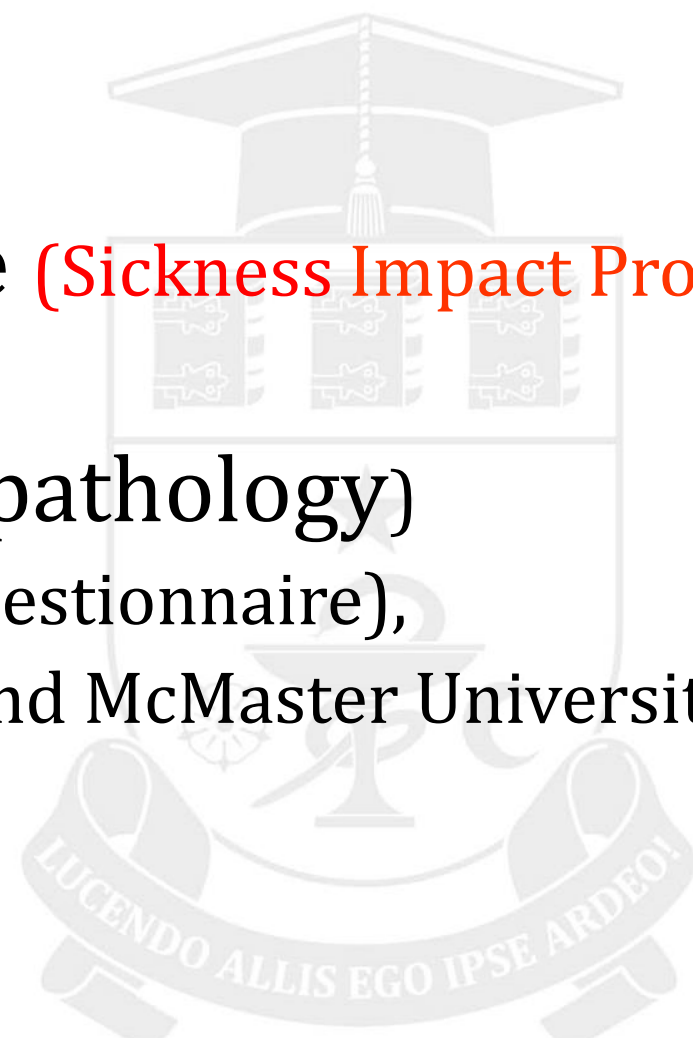 e (Sickness Impact Pro
pathology)
estionnaire),
nd McMaster Universit
LUCENDO ALLIS EGO IPSE ARDEO!